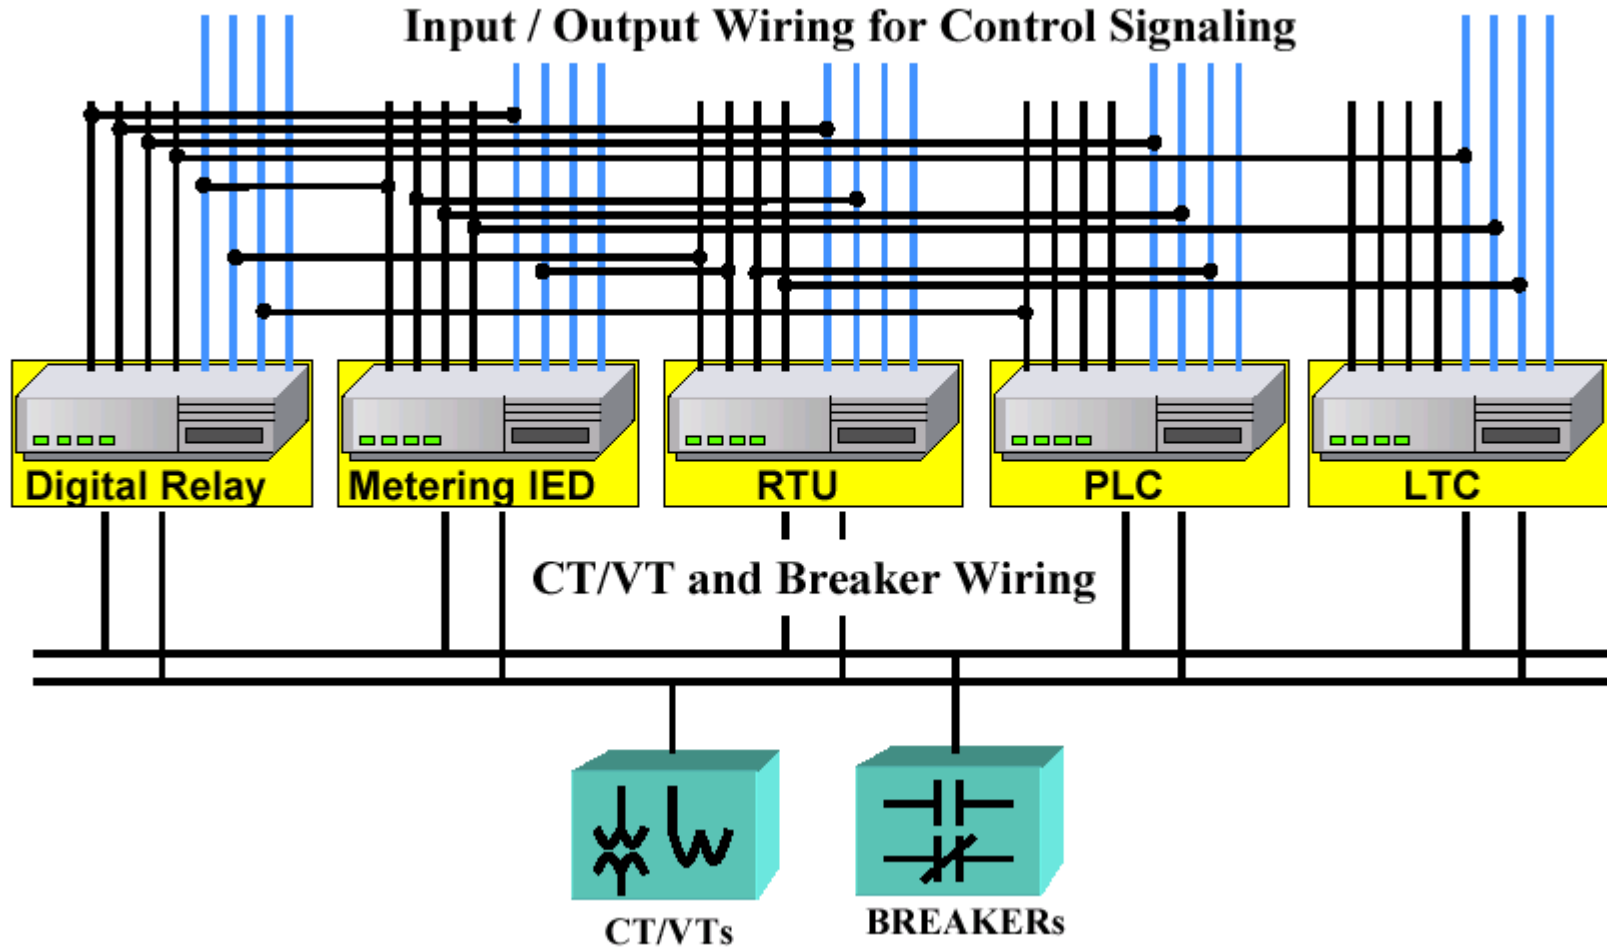 Input / Output Wiring for Control Signaling
Digital Relay
Metering IED
RTU
PLC
LTC
CT/VT and Breaker Wiring
CT/VTs
BREAKERs